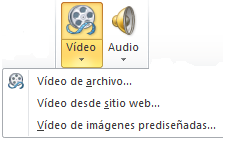 Vídeo Audio
Vídeo de archivo...
Vídeo desde sitio web...
Vídeo de imágenes prediseñadas...